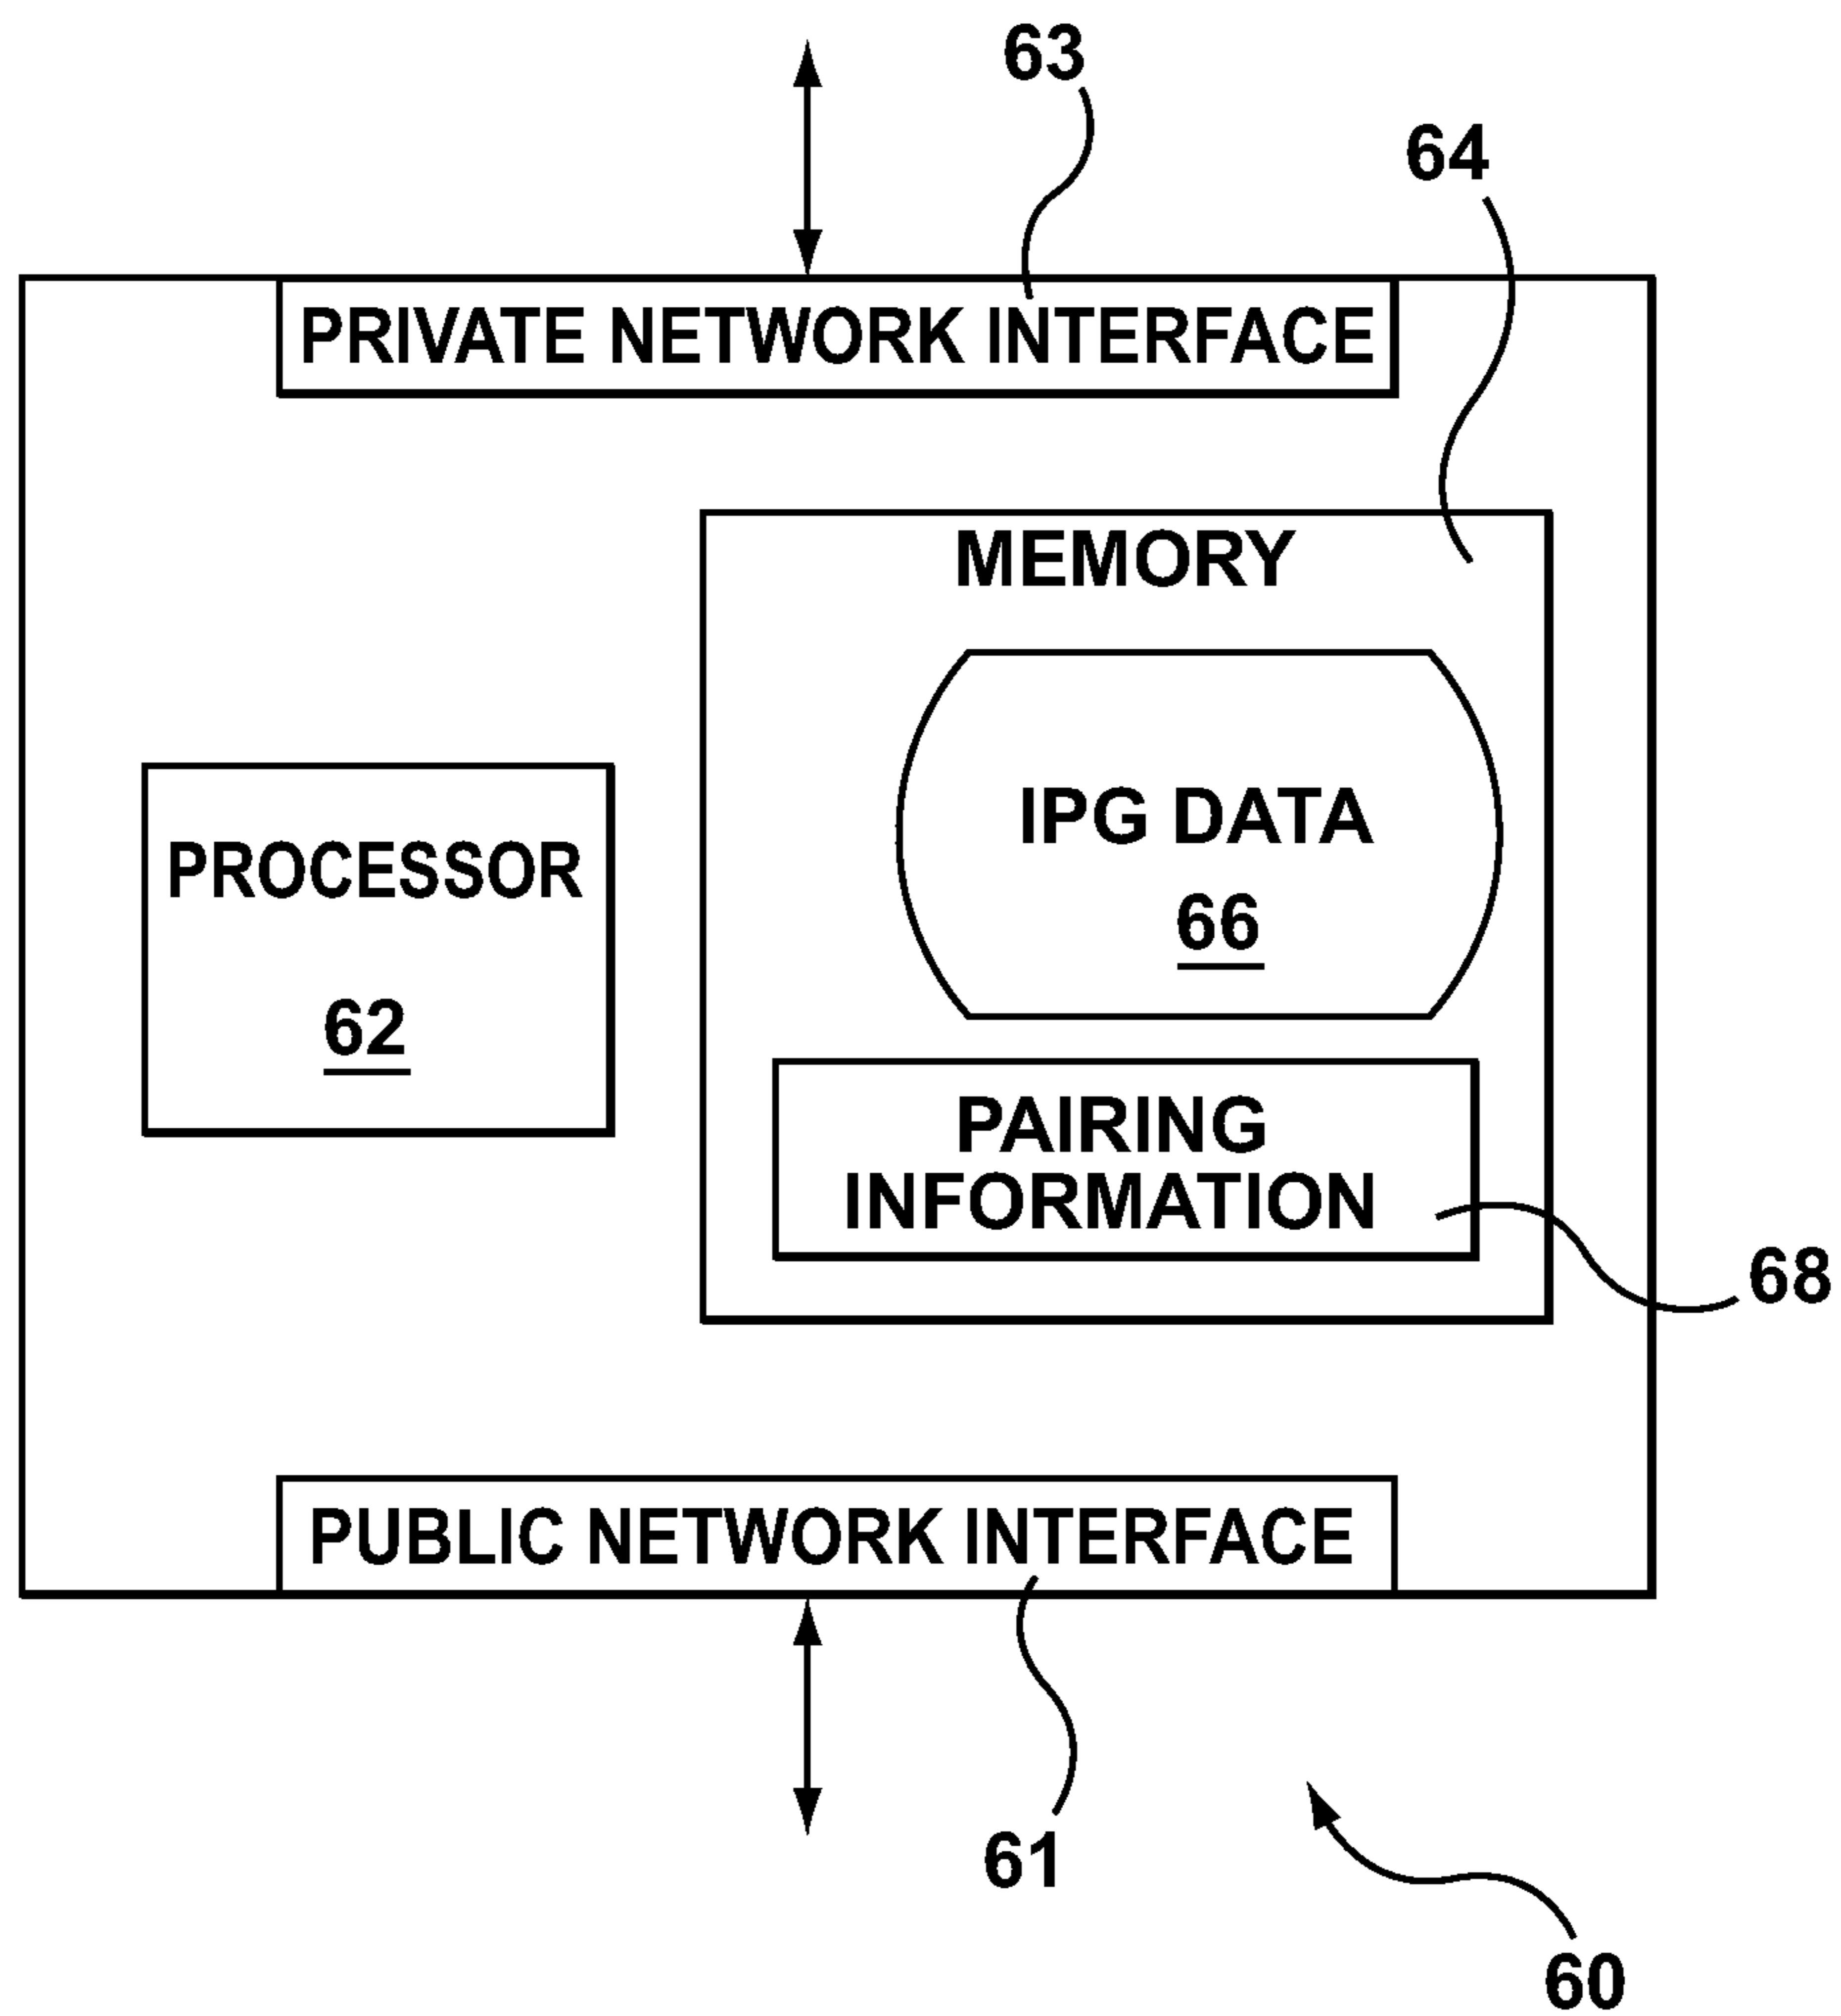 63
64
PRIVATE NETWORK INTERFACE
MEMORY
IPG DATA
66
PROCESSOR
62
PAIRING
INFORMATION
68
PUBLIC NETWORK INTERFACE
61
60